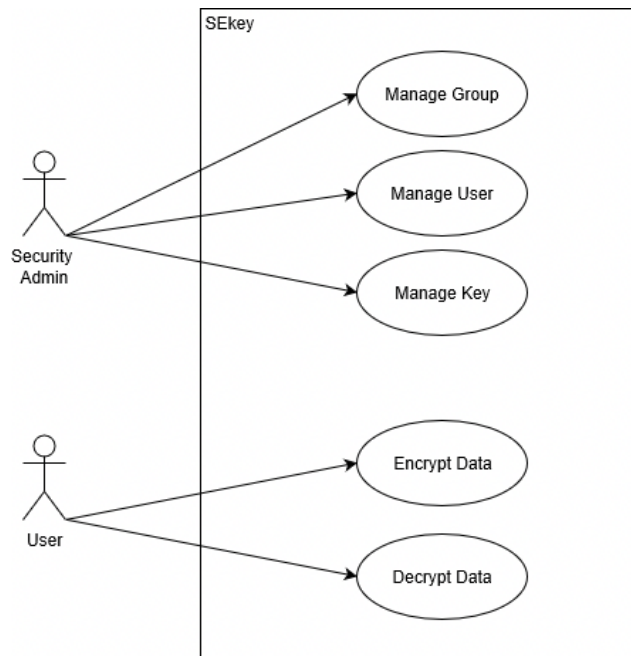 SEkey
Manage Group
Manage User
Security
Admin
Manage Key
Encrypt Data
User
Decrypt Data